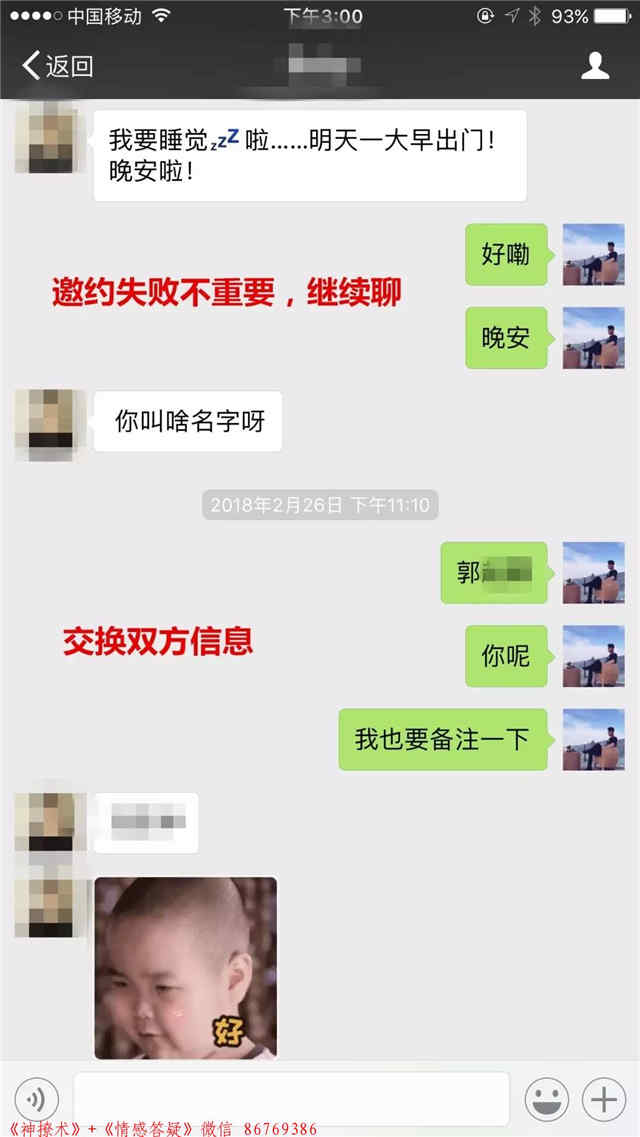 中国移动 下午3:00 93%
返回
我要睡觉zzZ啦……明天一大早出门！
晚安啦！
好嘞
邀约失败不重要，继续聊
晚安
你叫啥名字呀
2018年2月26日 下午11:10
郭
交换双方信息
你呢
我也要备注一下
好
《神撩术》+《情感答疑》微信 86769386